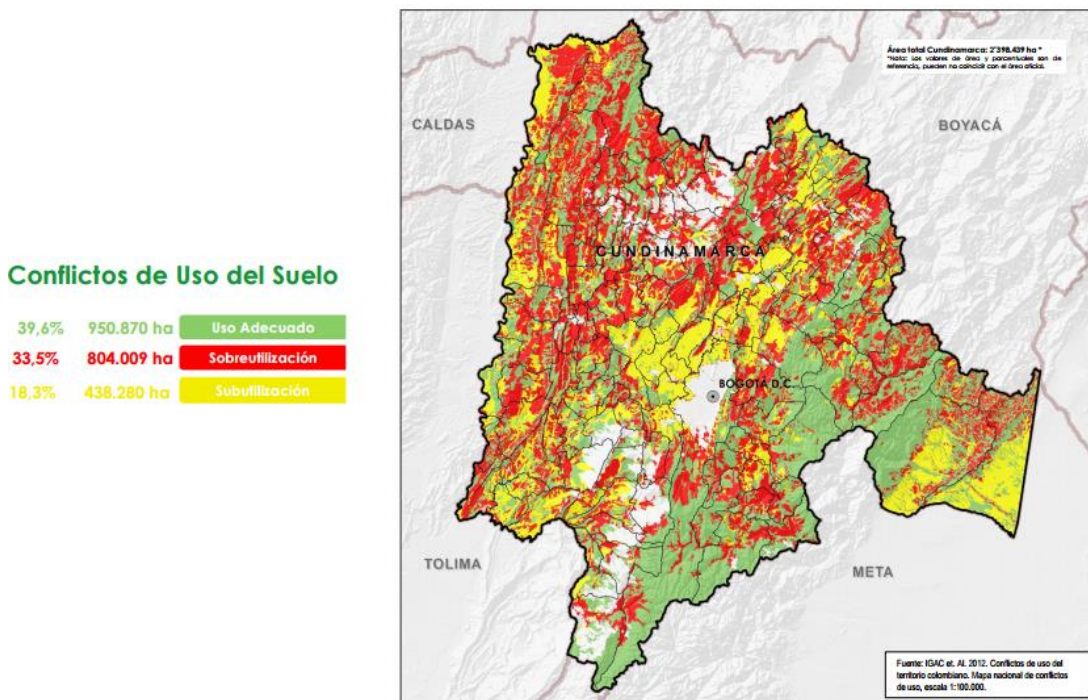 Conflictos de Uso del Suelo
39,6% 950.870 ha Uso Adecuado
33,5% 804.009 ha Sobreutilización
18,3% 438.280 ha Subutilización
Área total Cundinamarca: 2'398.439 ha *
*Nota: Los valores de área y porcentuales son de
referencia, pueden no coincidir con el área oficial.
CALDAS
BOYACÁ
CUNDINAMARCA
BOGOTÁ D.C.
TOLIMA
META
Fuente: IGAC et. Al. 2012. Conflictos de uso del
territorio colombiano. Mapa nacional de conflictos
de uso, escala 1:100.000.